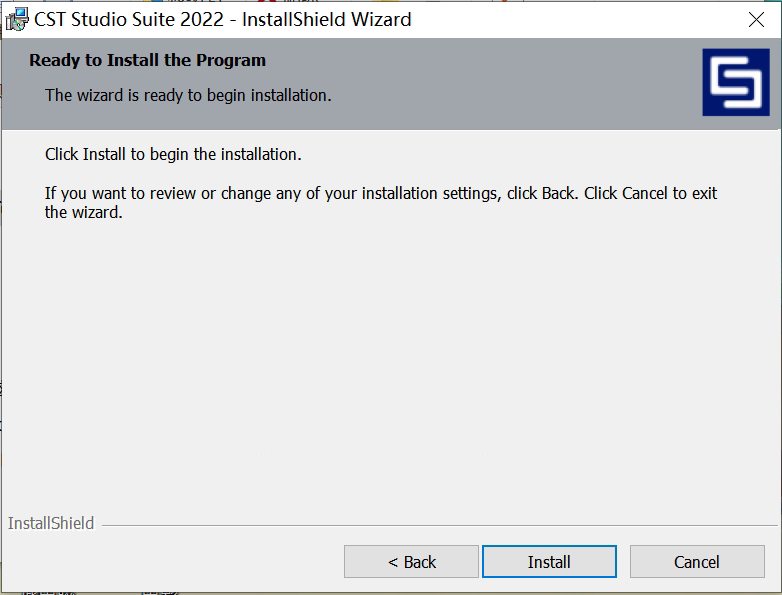 CST Studio Suite 2022 - InstallShield Wizard
Ready to Install the Program
The wizard is ready to begin installation.
Click Install to begin the installation.
If you want to review or change any of your installation settings, click Back. Click Cancel to exit
the wizard.
InstallShield
< Back
Install
Cancel